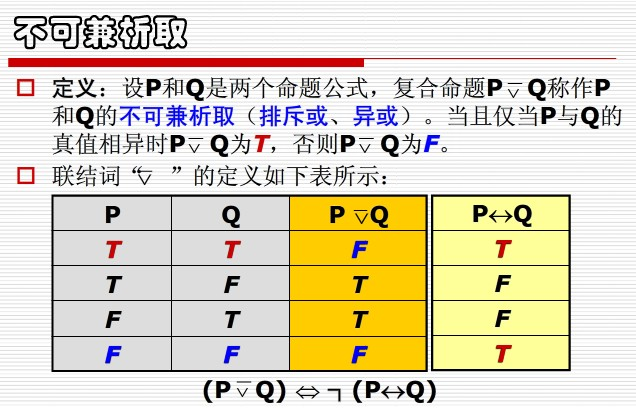 不可兼析取
定义：设P和Q是两个命题公式，复合命题P▽Q称作P
和Q的不可兼析取（排斥或、异或）。当且仅当P与Q的
真值相异时P▽Q为T，否则P▽Q为F。
联结词“▽ ”的定义如下表所示：
P Q P ▽Q P↔Q
T T F T
T F T F
F T T F
F F F T
(P▽Q) ⇔ ┐(P↔Q)